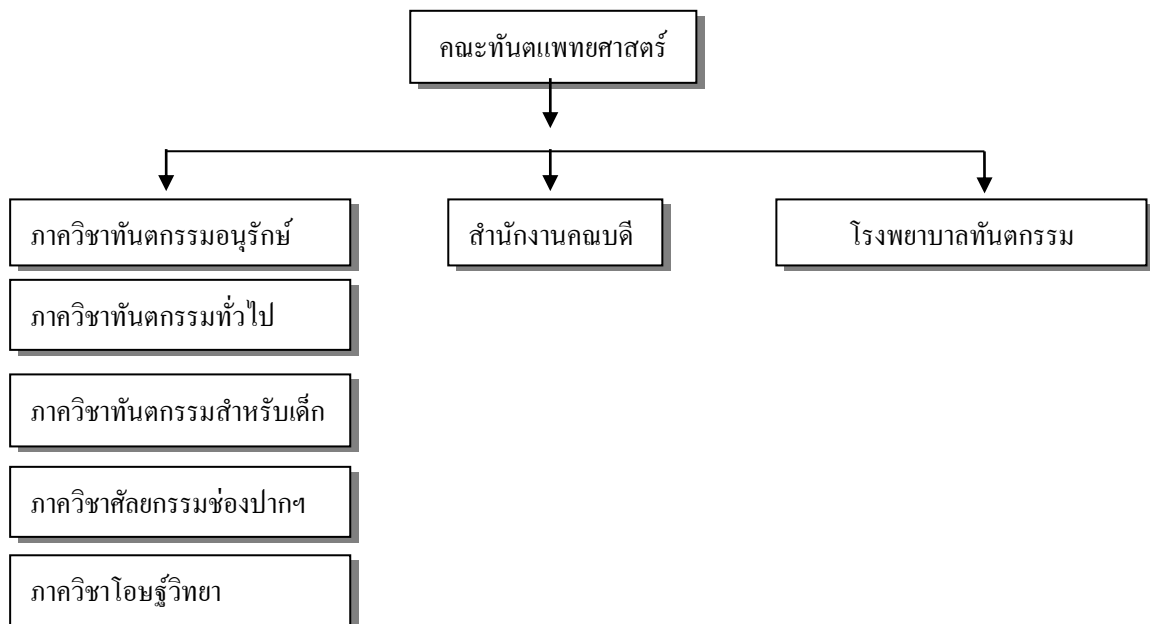 คณะทันตแพทยศาสตร์
ภาควิชาทันตกรรมอนุรักษ์
สำนักงานคณบดี
โรงพยาบาลทันตกรรม
ภาควิชาทันตกรรมทั่วไป
ภาควิชาทันตกรรมสำหรับเด็ก
ภาควิชาศัลยกรรมช่องปากฯ
ภาควิชาโอษฐ์วิทยา